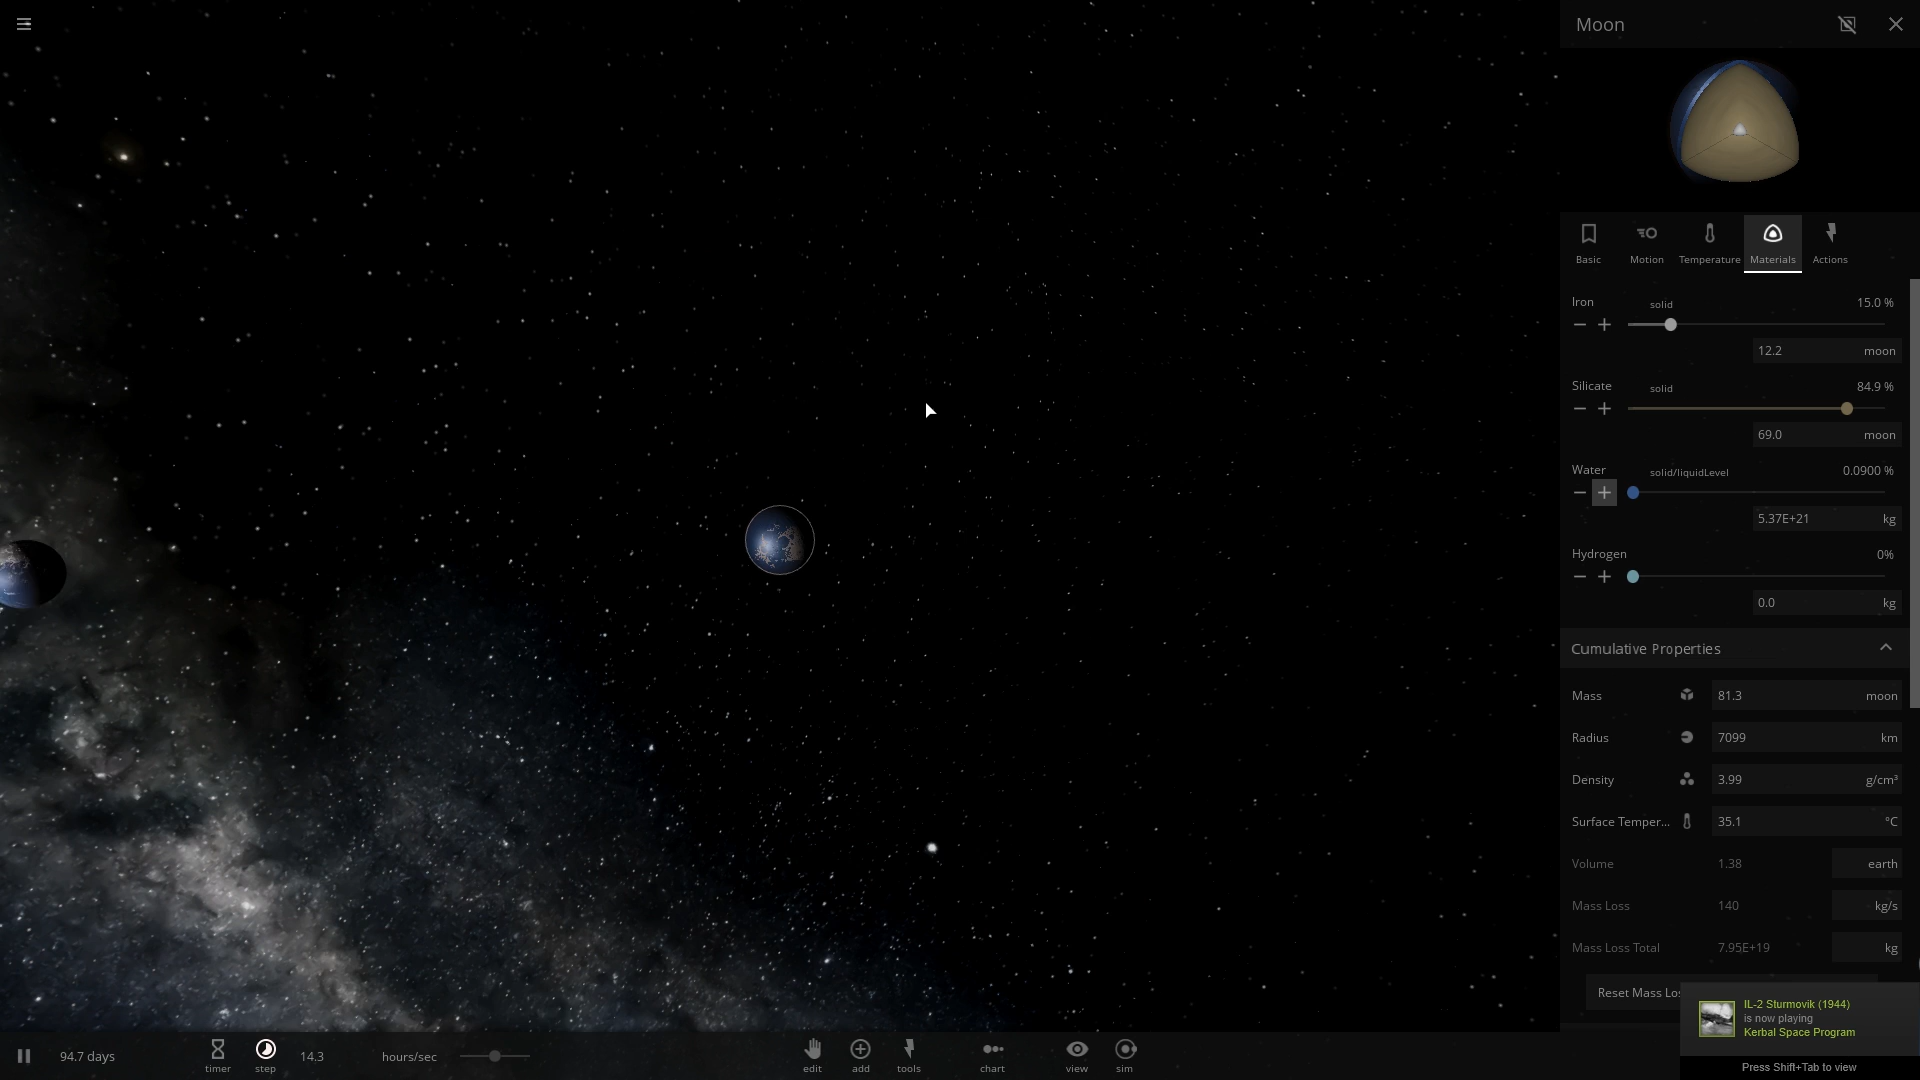 Moon
Basic
Motion
Temperature
Materials
Actions
Iron solid 15.0 %
12.2 moon
Silicate solid 84.9 %
69.0 moon
Water solid/liquidLevel 0.0900 %
5.37E+21 kg
Hydrogen 0%
0.0 kg
Cumulative Properties
Mass 81.3 moon
Radius 7099 km
Density 3.99 g/cm³
Surface Temper... 35.1 °C
Volume 1.38 earth
Mass Loss 140 kg/s
Mass Loss Total 7.95E+19 kg
Reset Mass
IL-2 Sturmovik (1944)
is now playing
Kerbal Space Program
Press Shift+Tab to view
94.7 days
timer
step
14.3 hours/sec
edit
add
tools
chart
view
sim